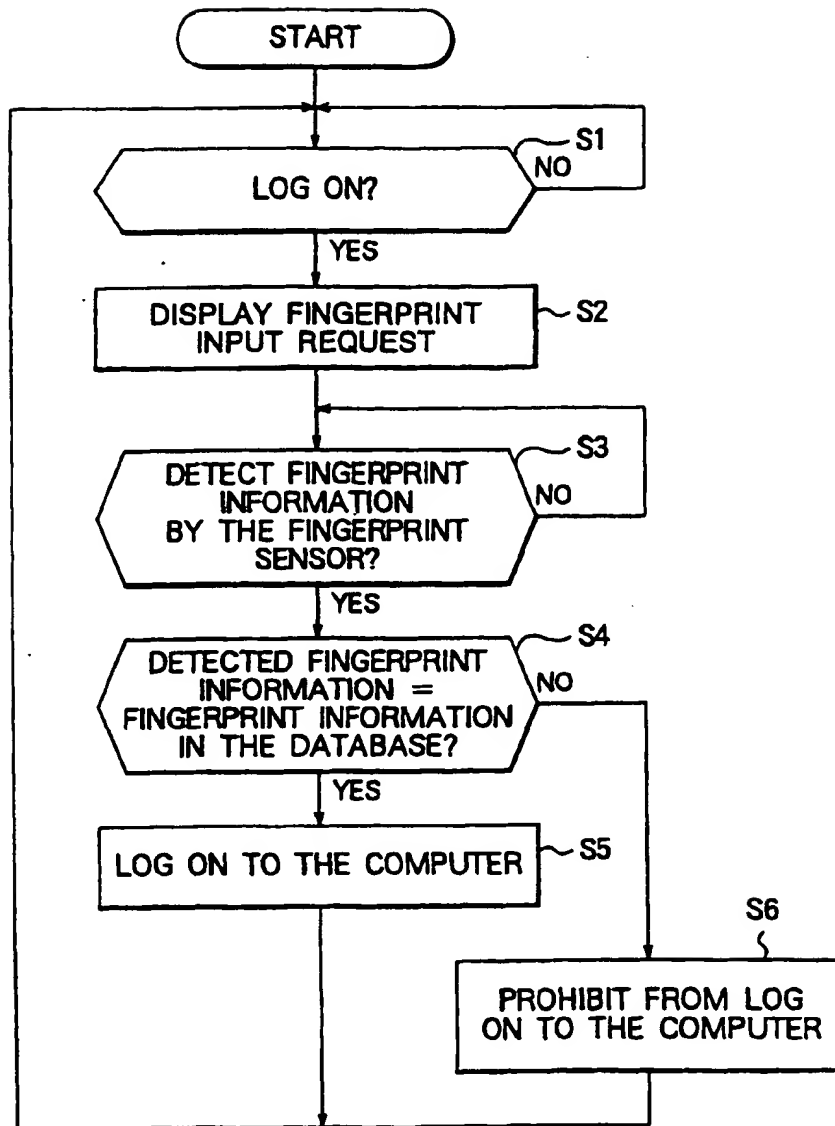 START
S1
NO
LOG ON?
YES
DISPLAY FINGERPRINT
INPUT REQUEST
S2
S3
DETECT FINGERPRINT
INFORMATION
BY THE FINGERPRINT
SENSOR?
NO
YES
S4
DETECTED FINGERPRINT
INFORMATION =
FINGERPRINT INFORMATION
IN THE DATABASE?
NO
YES
LOG ON TO THE COMPUTER
S5
S6
PROHIBIT FROM LOG
ON TO THE COMPUTER